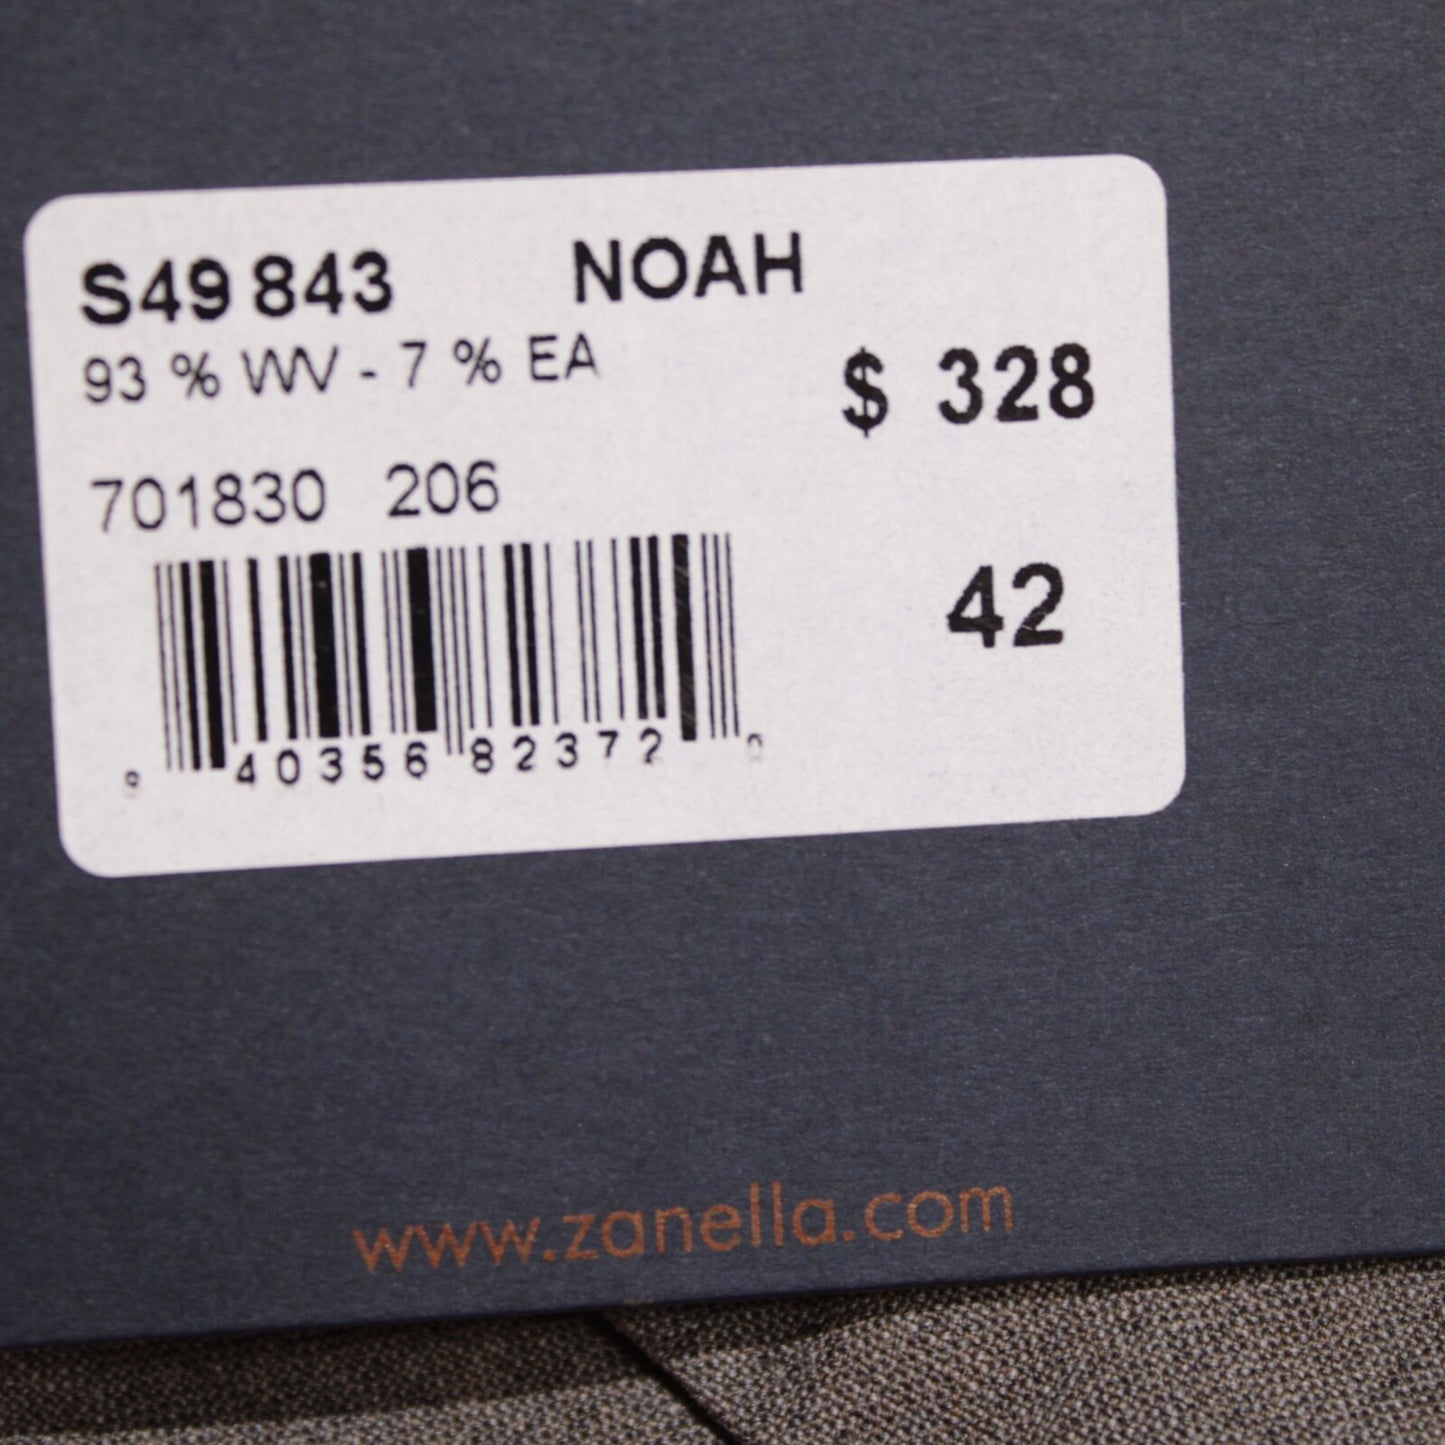 S49 843 NOAH
93 % WV - 7 % EA
$ 328
701830 206
42
40356 82372
www.zanella.com